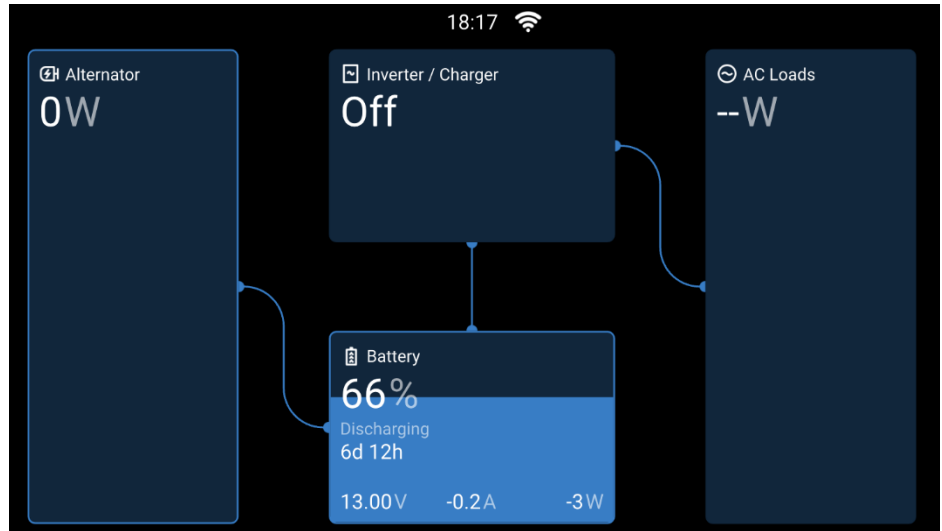 18:17
Alternator
0W
Inverter / Charger
Off
AC Loads
--W
Battery
66%
Discharging
6d 12h
13.00V -0.2A -3W